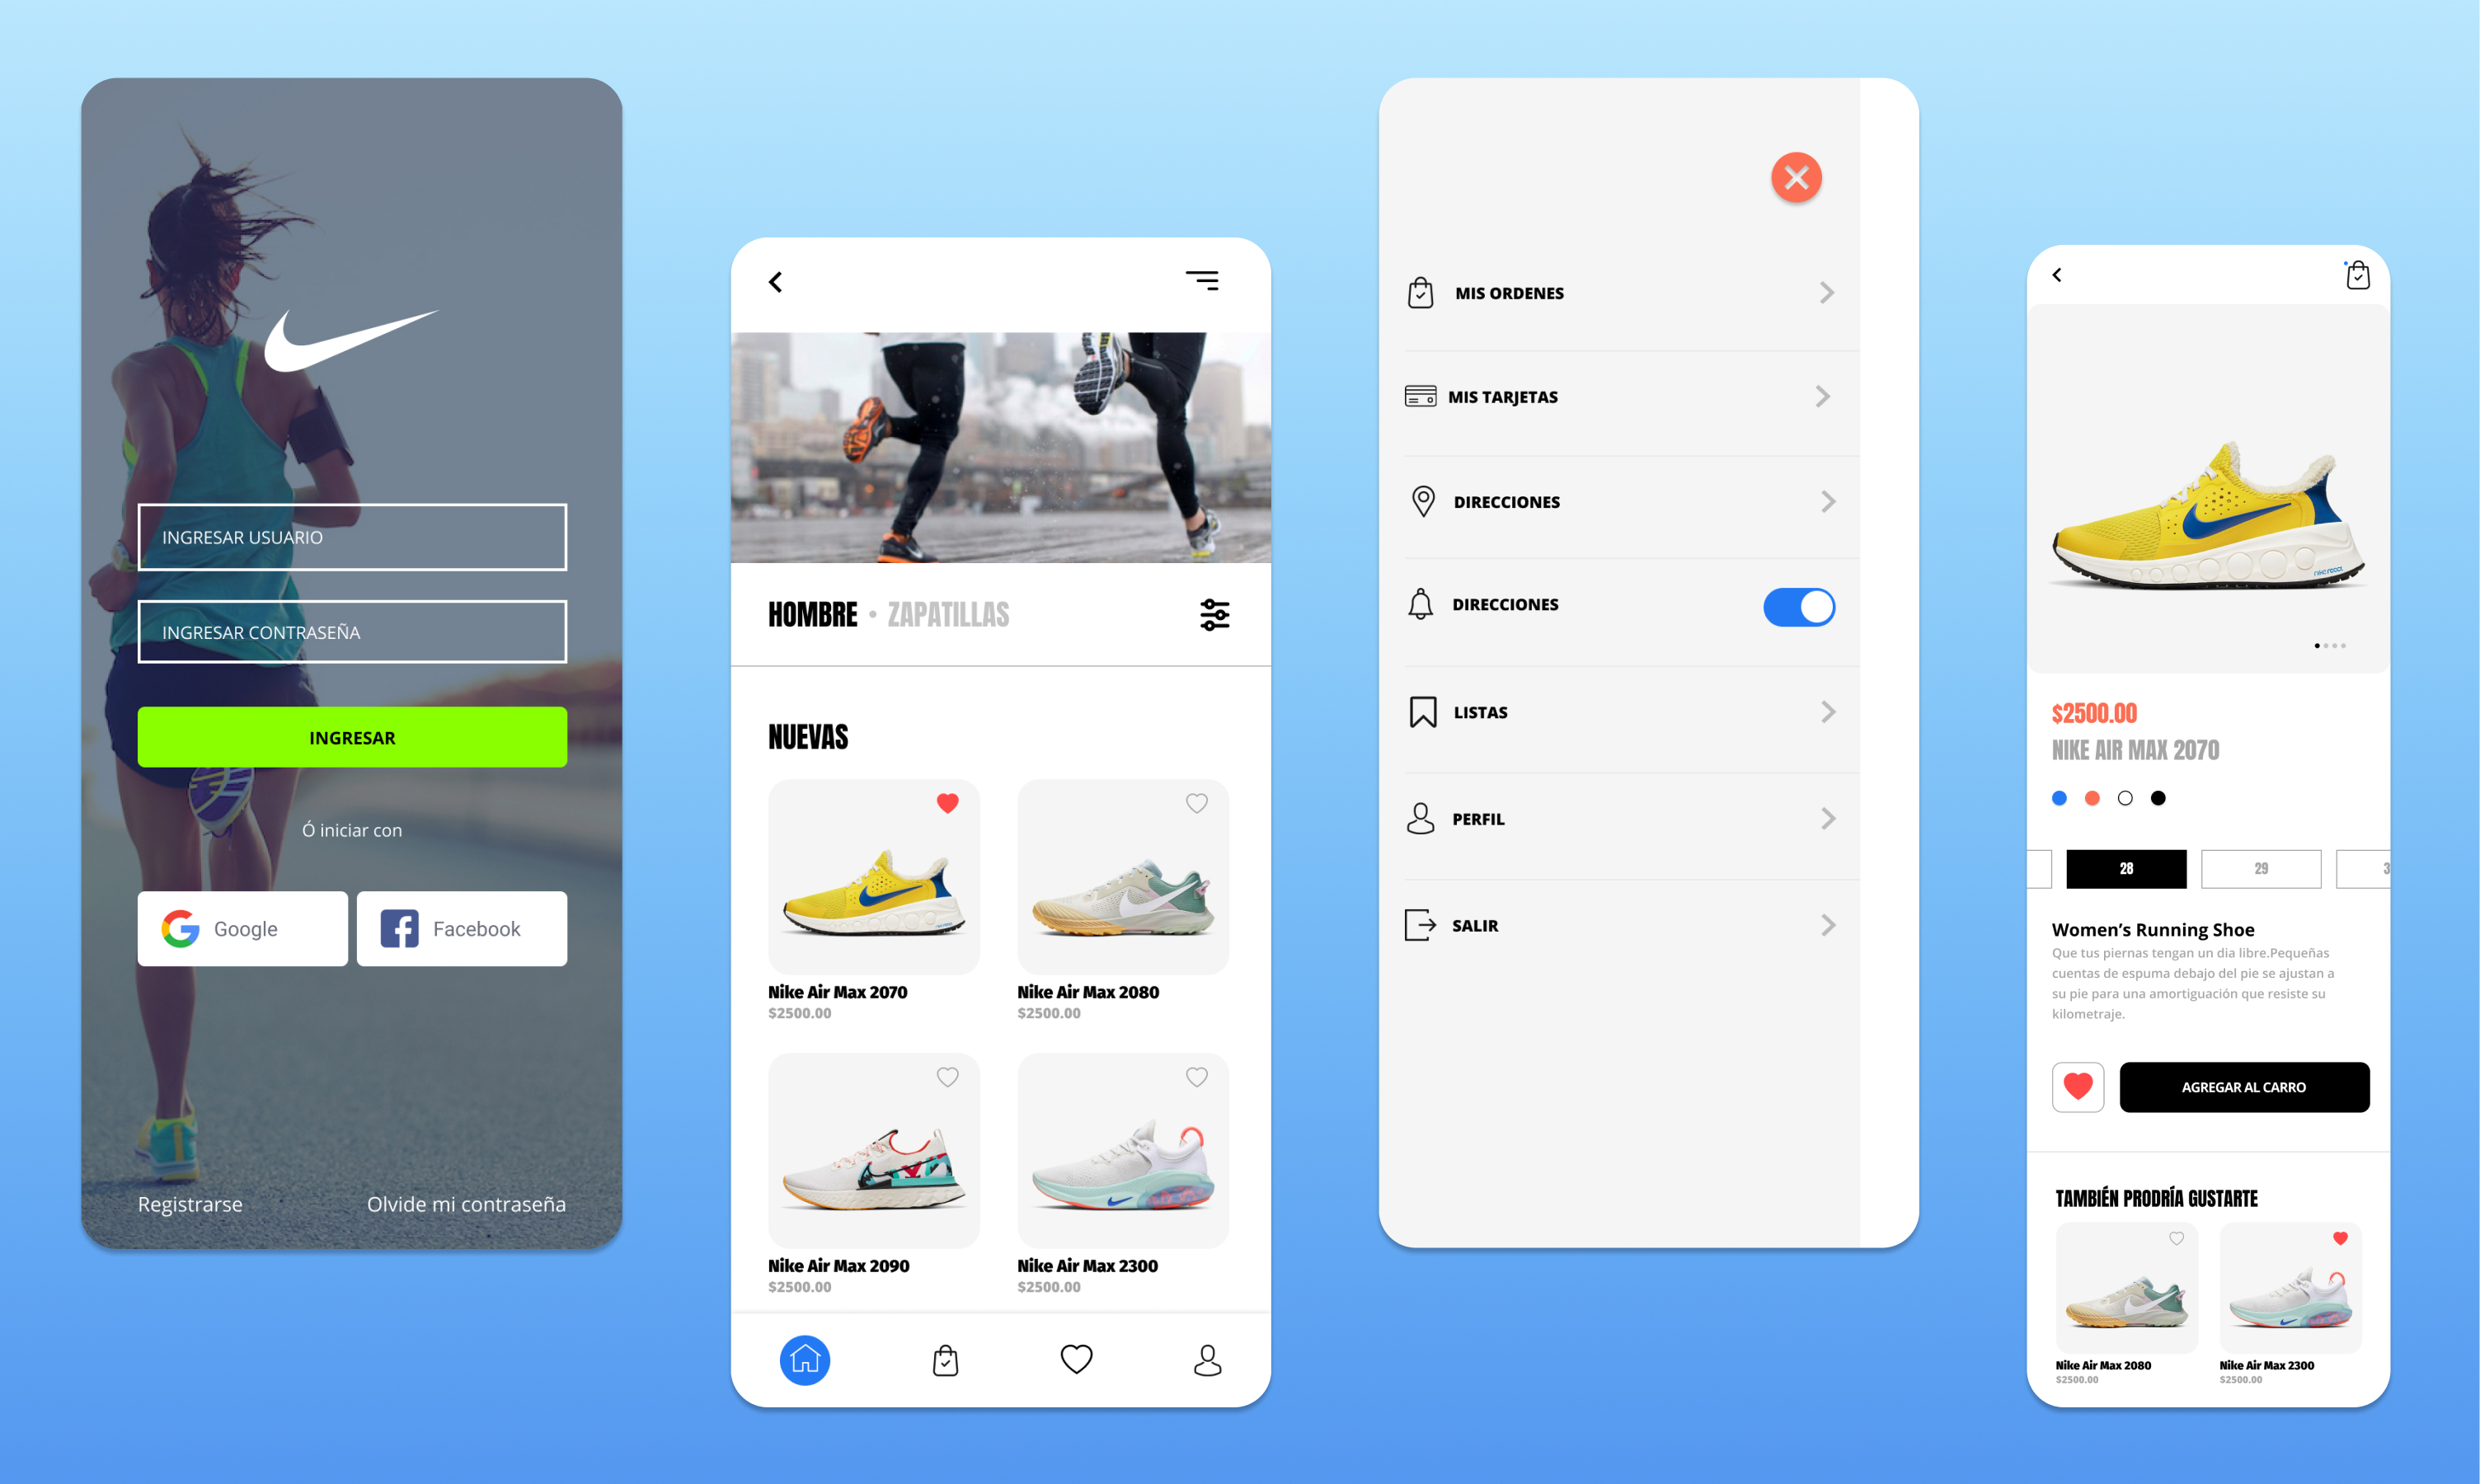 INGRESAR USUARIO
INGRESAR CONTRASEÑA
INGRESAR
Ó iniciar con
Google
Facebook
Registrarse
Olvide mi contraseña
HOMBRE • ZAPATILLAS
NUEVAS
Nike Air Max 2070
$2500.00
Nike Air Max 2080
$2500.00
Nike Air Max 2090
$2500.00
Nike Air Max 2300
$2500.00
MIS ORDENES
MIS TARJETAS
DIRECCIONES
DIRECCIONES
LISTAS
PERFIL
SALIR
nike react
$2500.00
NIKE AIR MAX 2070
28
29
3
Women’s Running Shoe
Que tus piernas tengan un dia libre.Pequeñas
cuentas de espuma debajo del pie se ajustan a
su pie para una amortiguación que resiste su
kilometraje.
AGREGAR AL CARRO
TAMBIÉN PRODRÍA GUSTARTE
Nike Air Max 2080
$2500.00
Nike Air Max 2300
$2500.00